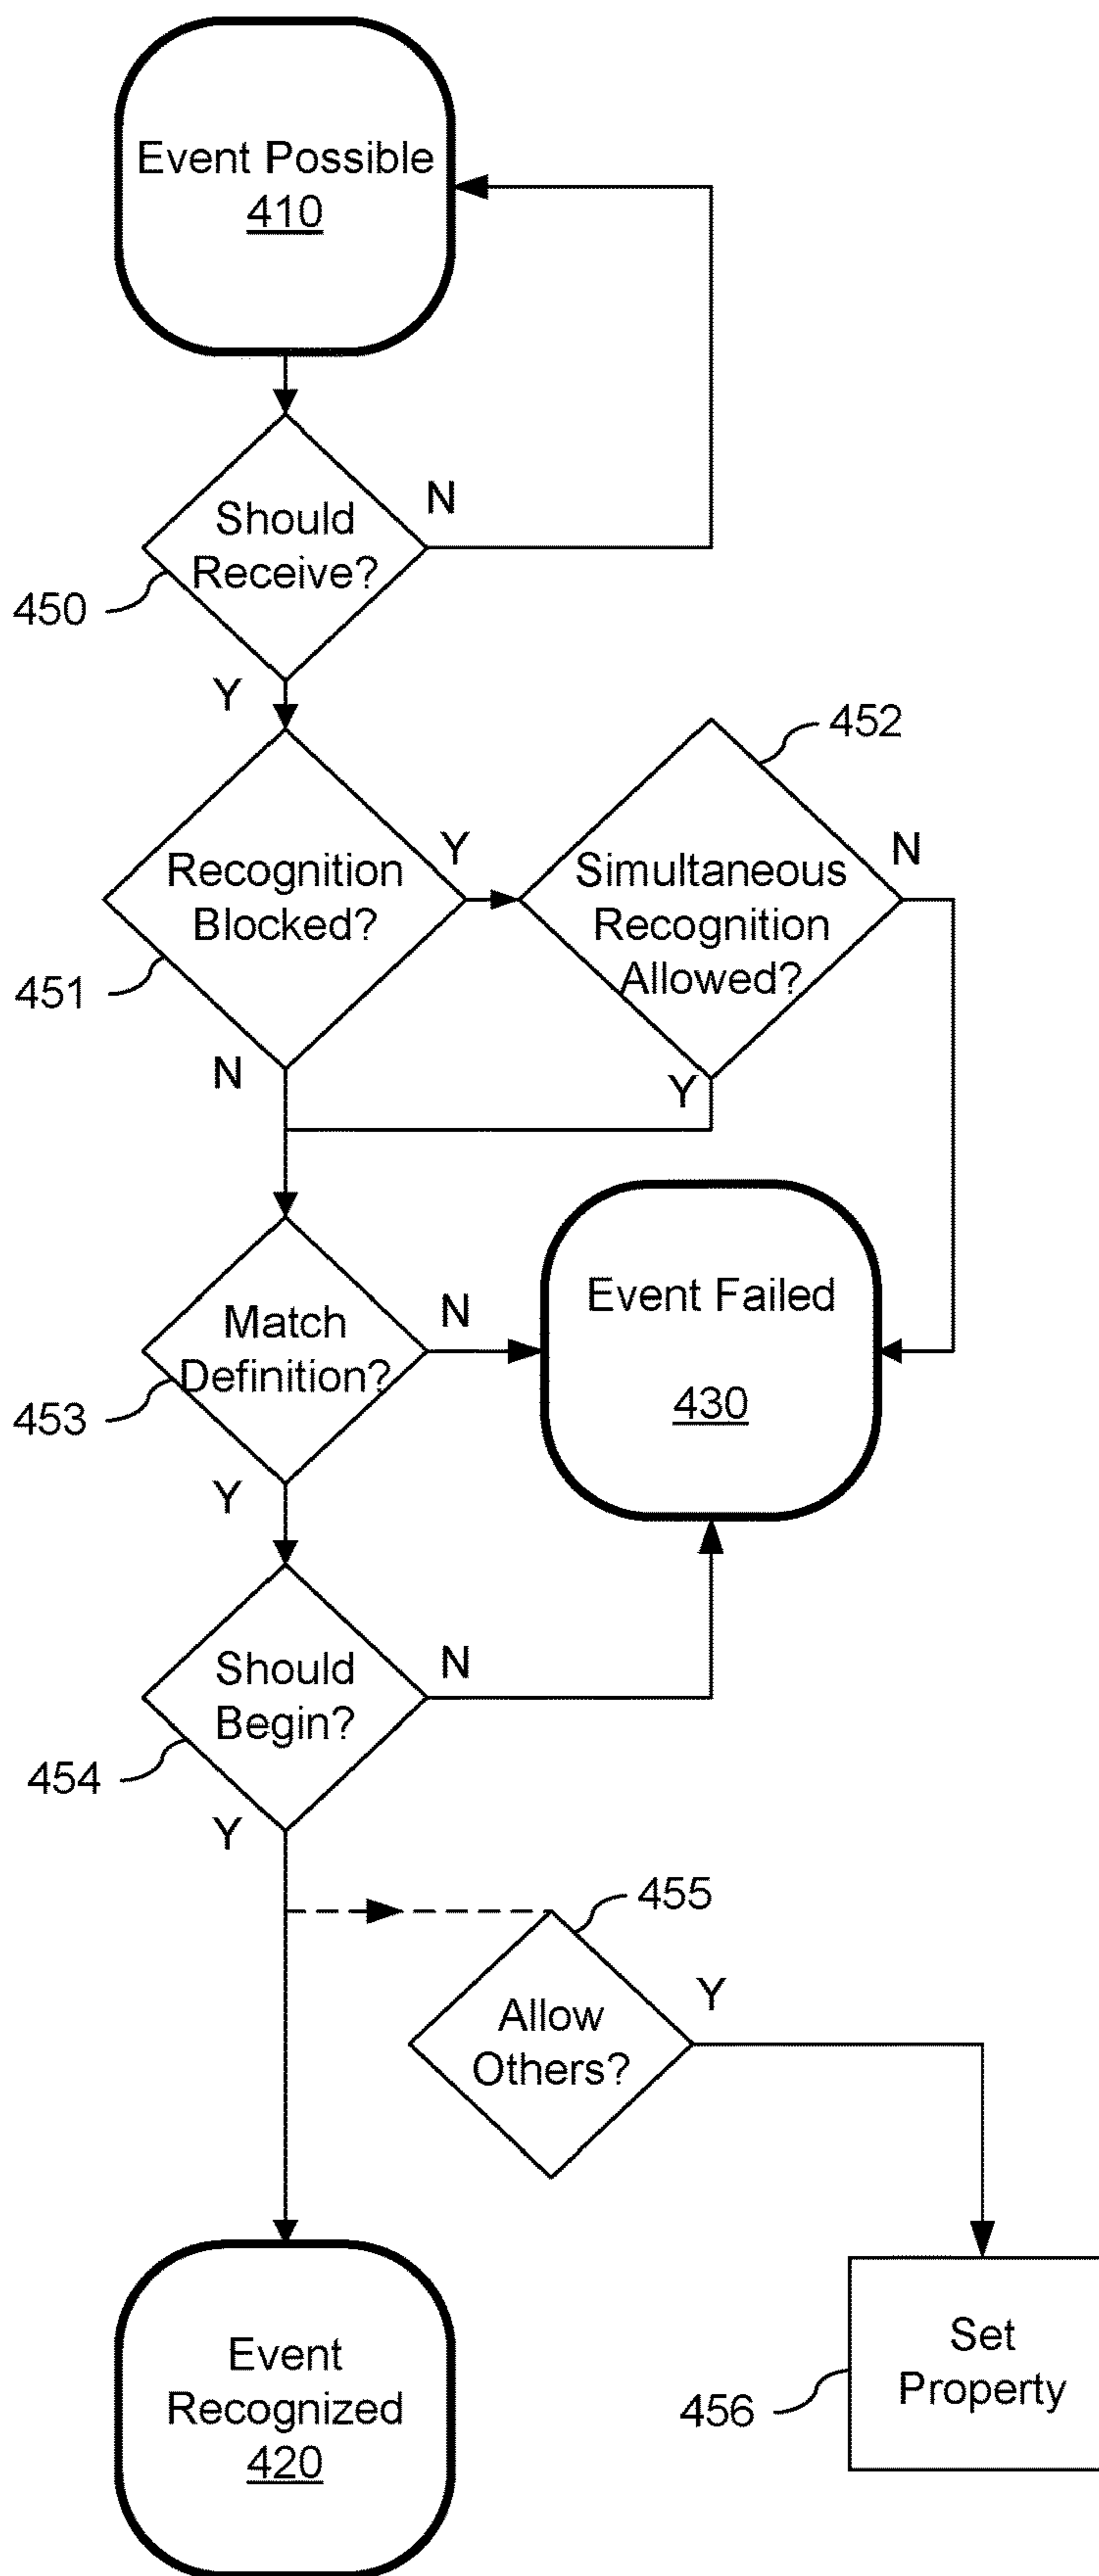 Event Possible
410
Should
Receive?
N
450
Y
452
Recognition
Blocked?
Y
Simultaneous
Recognition
Allowed?
N
451
N
Y
Match
Definition?
N
453
Event Failed
430
Y
Should
Begin?
N
454
Y
455
Allow
Others?
Y
Event
Recognized
420
Set
Property
456